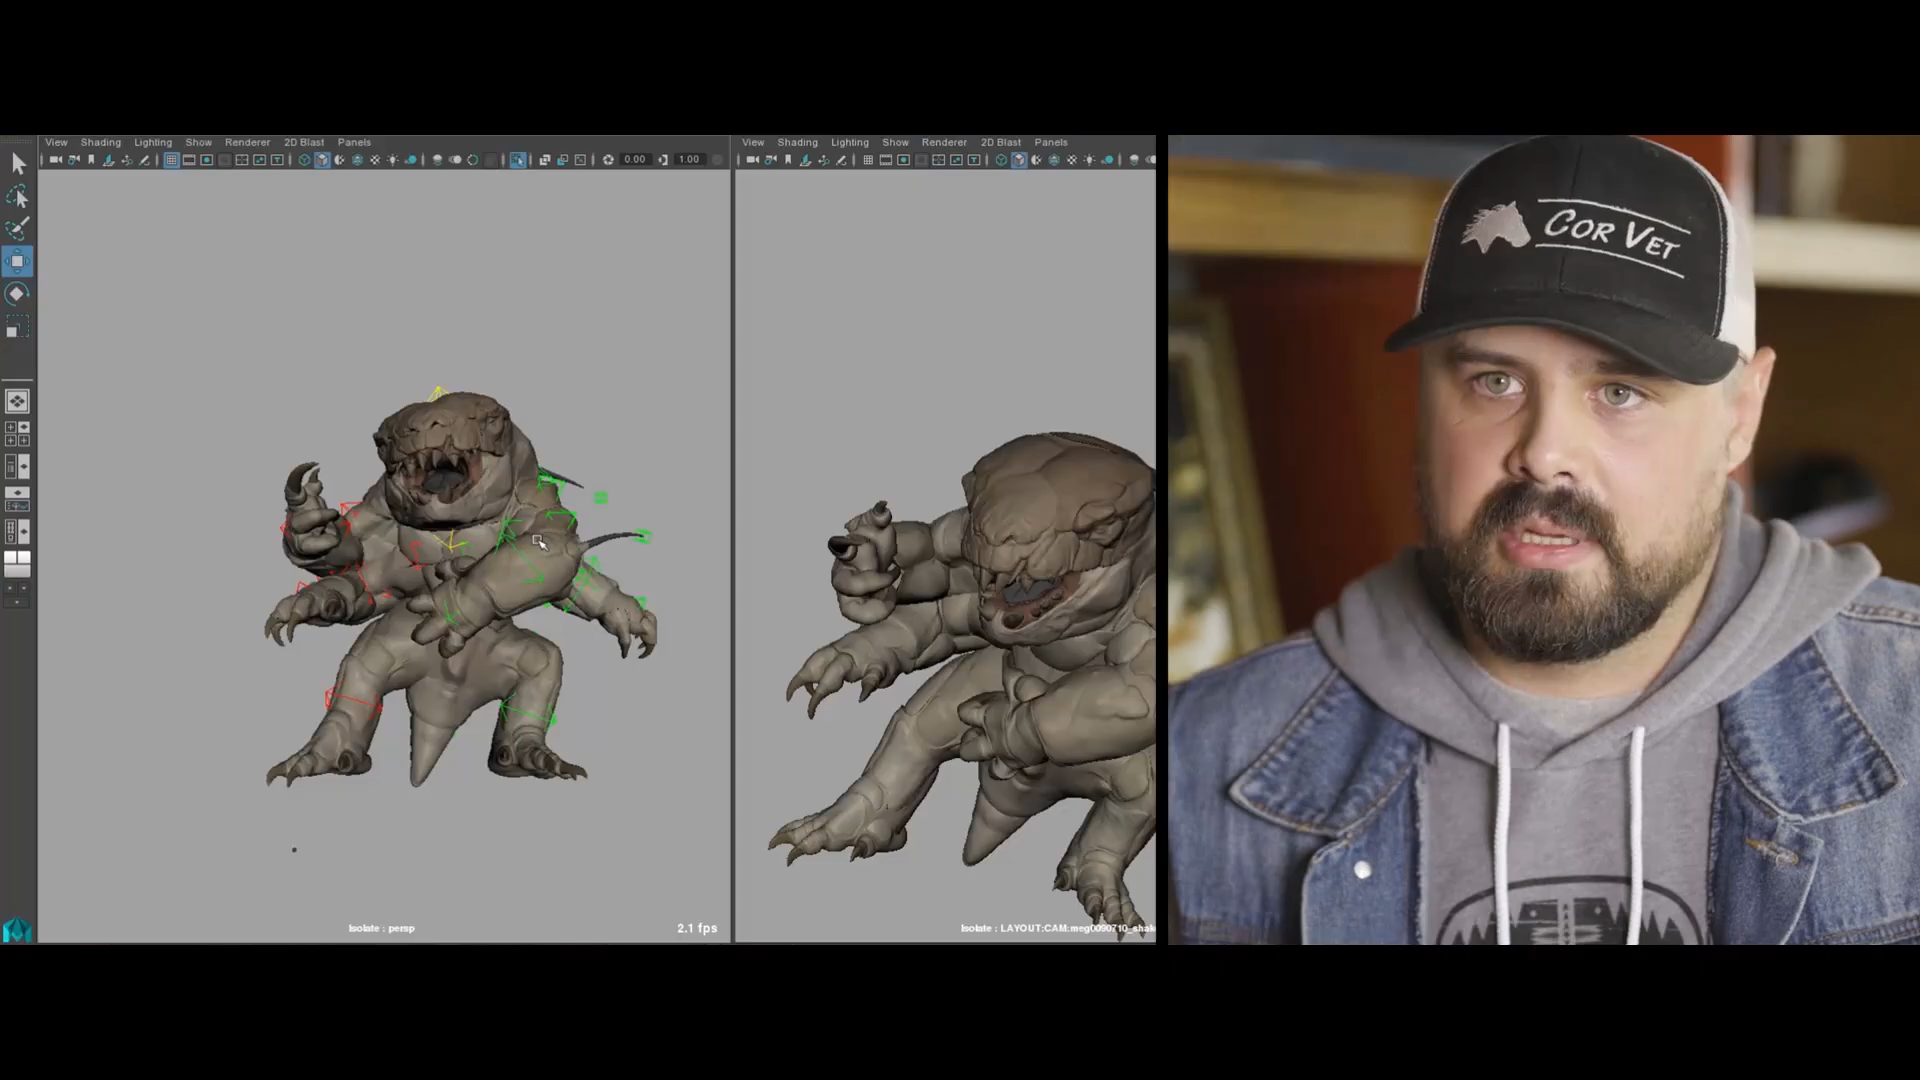 View Shading Lighting Show Renderer 2D Blast Panels
0.00 1.00
Isolate : persp
2.1 fps
View Shading Lighting Show Renderer 2D Blast Panels
Isolate : LAYOUT:CAM:meg0090710_shak
COR VET